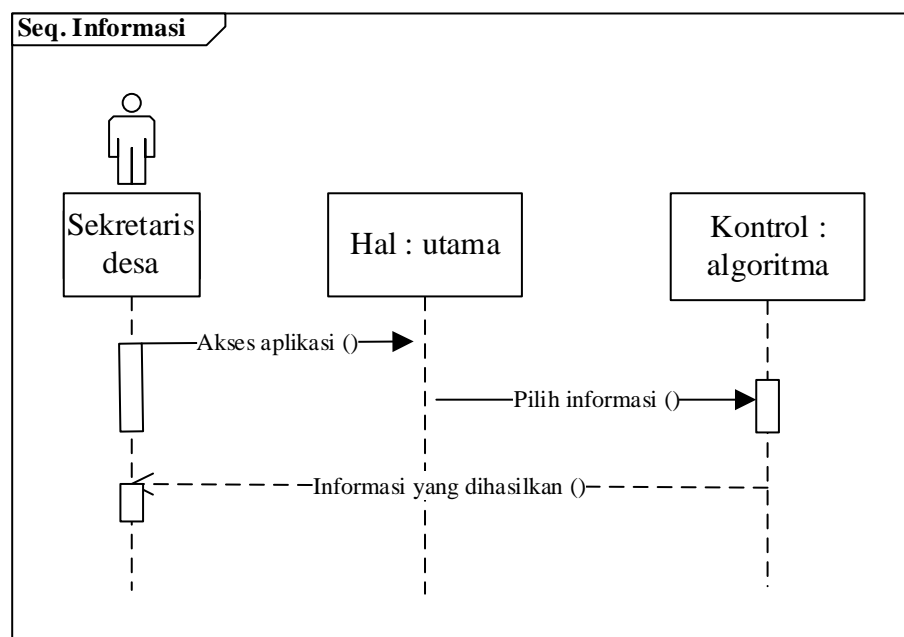 Seq. Informasi
Sekretaris
desa
Hal : utama
Kontrol :
algoritma
Akses aplikasi ()
Pilih informasi ()
Informasi yang dihasilkan ()